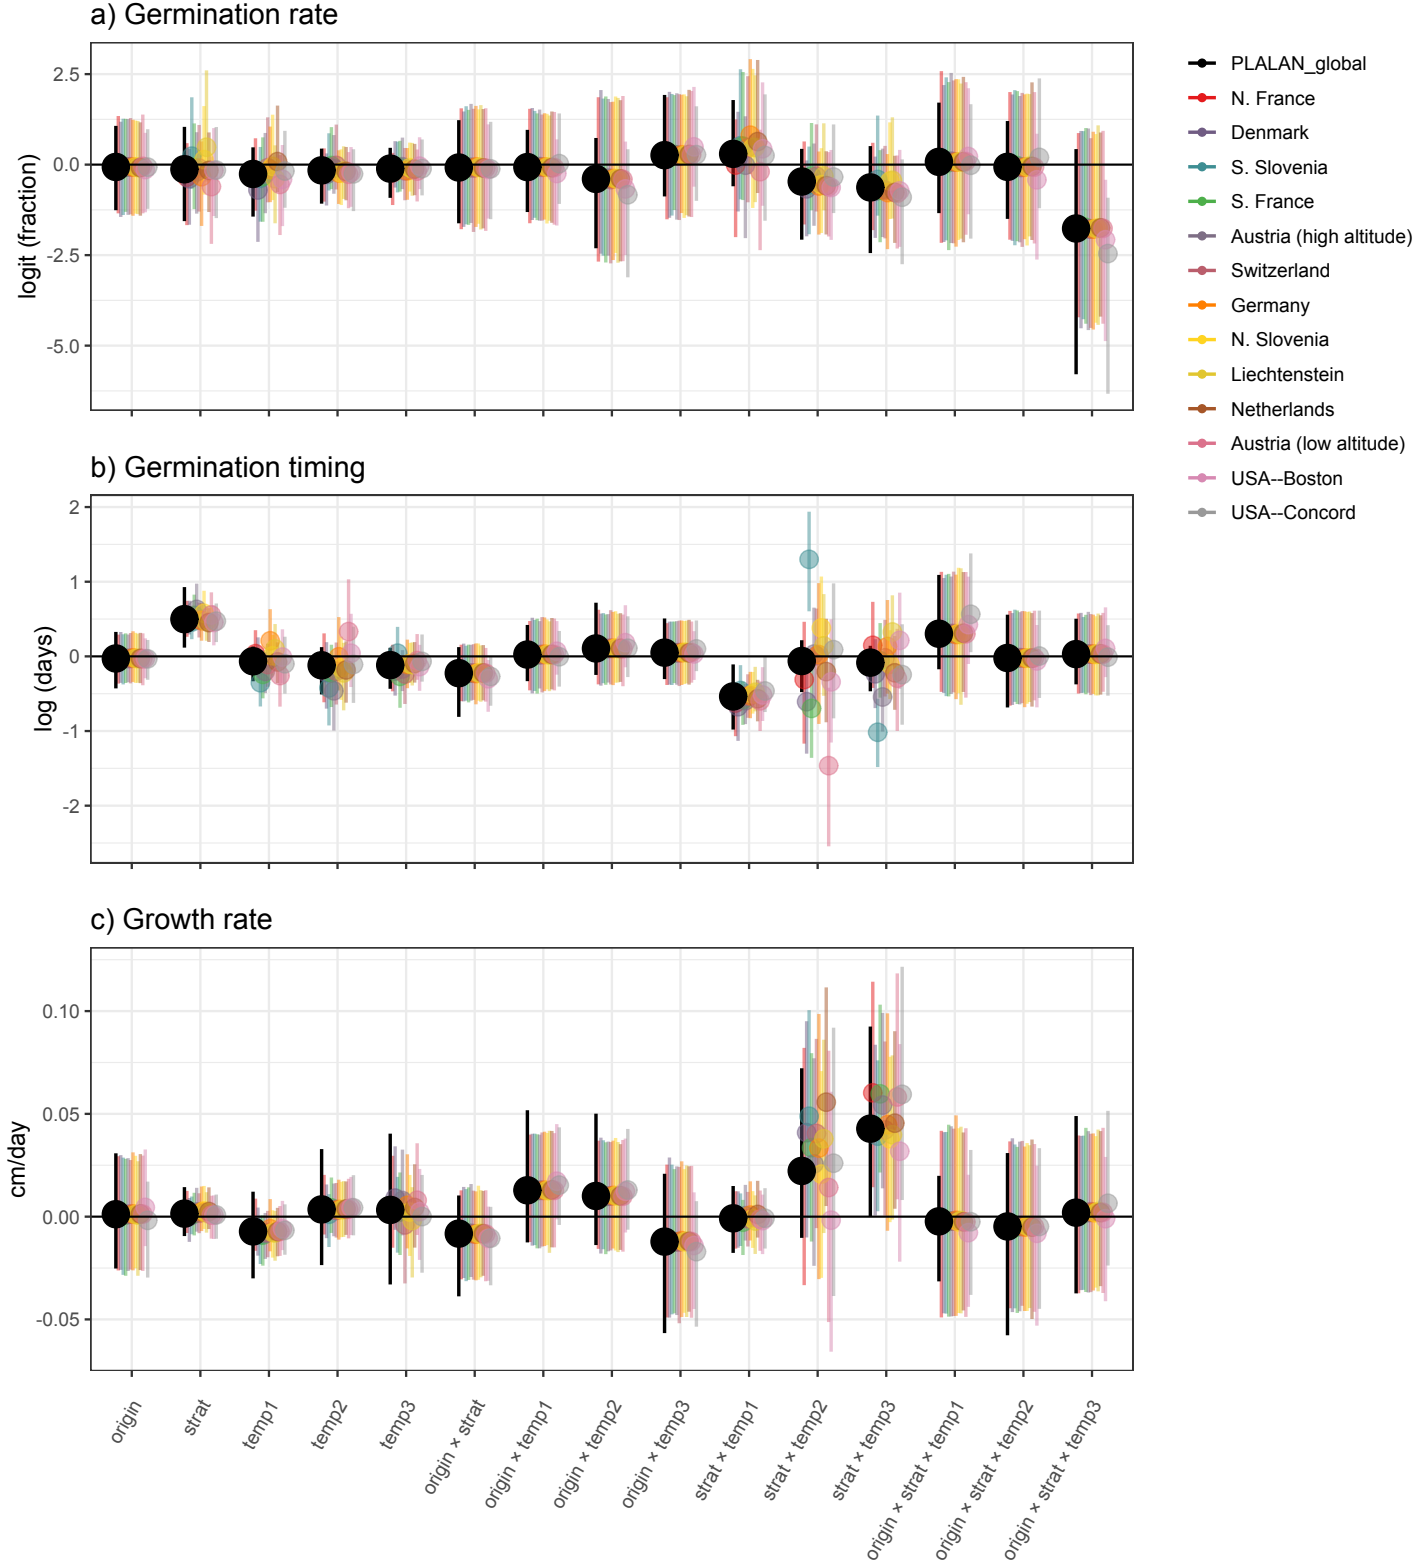 a) Germination rate
2.5
0.0
-2.5
-5.0
logit (fraction)
PLALAN_global
N. France
Denmark
S. Slovenia
S. France
Austria (high altitude)
Switzerland
Germany
N. Slovenia
Liechtenstein
Netherlands
Austria (low altitude)
USA--Boston
USA--Concord
b) Germination timing
2
1
0
-1
-2
log (days)
c) Growth rate
0.10
0.05
0.00
-0.05
cm/day
origin
strat
temp1
temp2
temp3
origin × strat
origin × temp1
origin × temp2
origin × temp3
strat × temp1
strat × temp2
strat × temp3
origin × strat × temp1
origin × strat × temp2
origin × strat × temp3